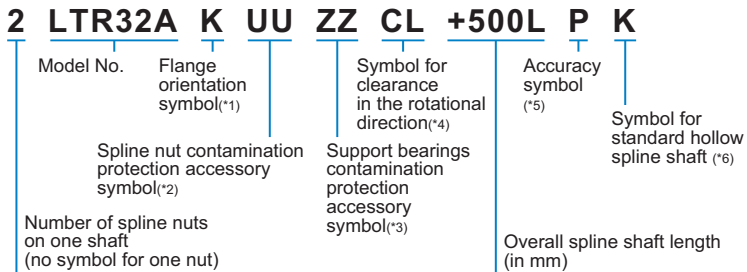 2 LTR32A K UU ZZ CL +500L P K
Model No.
Flange
orientation
symbol(*1)
Symbol for
clearance
in the rotational
direction(*4)
Accuracy
symbol
(*5)
Symbol for
standard hollow
spline shaft (*6)
Spline nut contamination
protection accessory
symbol(*2)
Support bearings
contamination
protection
accessory
symbol(*3)
Number of spline nuts
on one shaft
(no symbol for one nut)
Overall spline shaft length
(in mm)